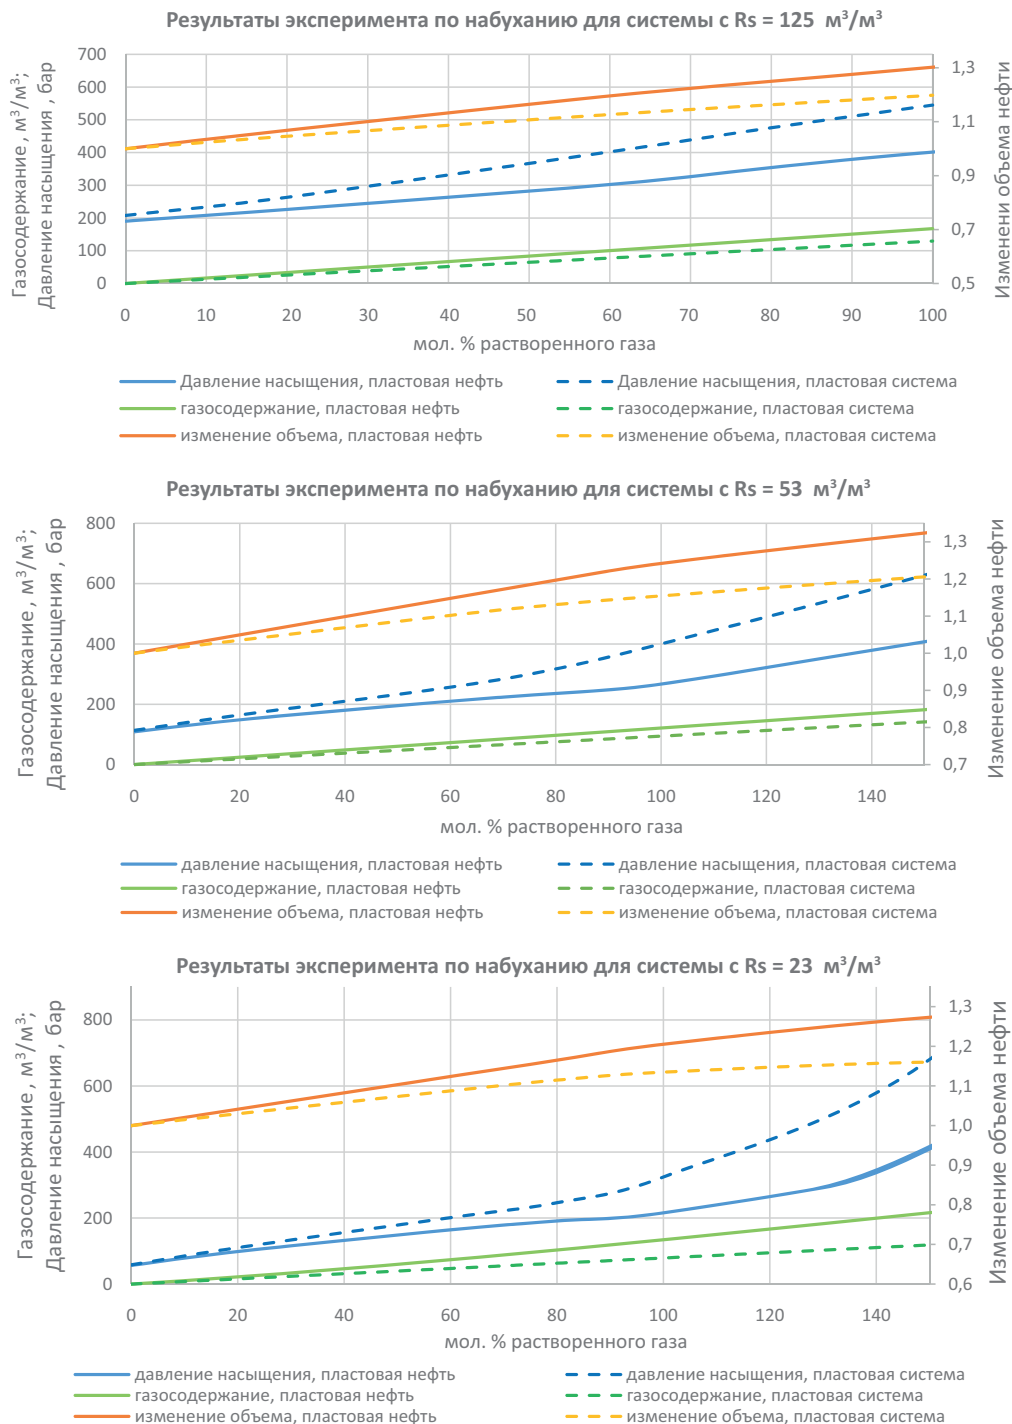 Результаты эксперимента по набуханию для системы с Rs = 125 м³/м³
Газосодержание , м³/м³;
Давление насыщения , бар
700
600
500
400
300
200
100
0
1,3
1,1
0,9
0,7
0,5
Изменени объема нефти
0 10 20 30 40 50 60 70 80 90 100
мол. % растворенного газа
Давление насыщения, пластовая нефть
Давление насыщения, пластовая система
газосодержание, пластовая нефть
газосодержание, пластовая система
изменение объема, пластовая нефть
изменение объема, пластовая система
Результаты эксперимента по набуханию для системы с Rs = 53 м³/м³
Газосодержание , м³/м³;
Давление насыщения , бар
800
600
400
200
0
1,3
1,2
1,1
1,0
0,9
0,8
0,7
Изменение объема нефти
0 20 40 60 80 100 120 140
мол. % растворенного газа
давление насыщения, пластовая нефть
давление насыщения, пластовая система
газосодержание, пластовая нефть
газосодержание, пластовая система
изменение объема, пластовая нефть
изменение объема, пластовая система
Результаты эксперимента по набуханию для системы с Rs = 23 м³/м³
Газосодержание , м³/м³;
Давление насыщения , бар
800
600
400
200
0
1,3
1,2
1,1
1,0
0,9
0,8
0,7
0,6
Изменение объема нефти
0 20 40 60 80 100 120 140
мол. % растворенного газа
давление насыщения, пластовая нефть
давление насыщения, пластовая система
газосодержание, пластовая нефть
газосодержание, пластовая система
изменение объема, пластовая нефть
изменение объема, пластовая система